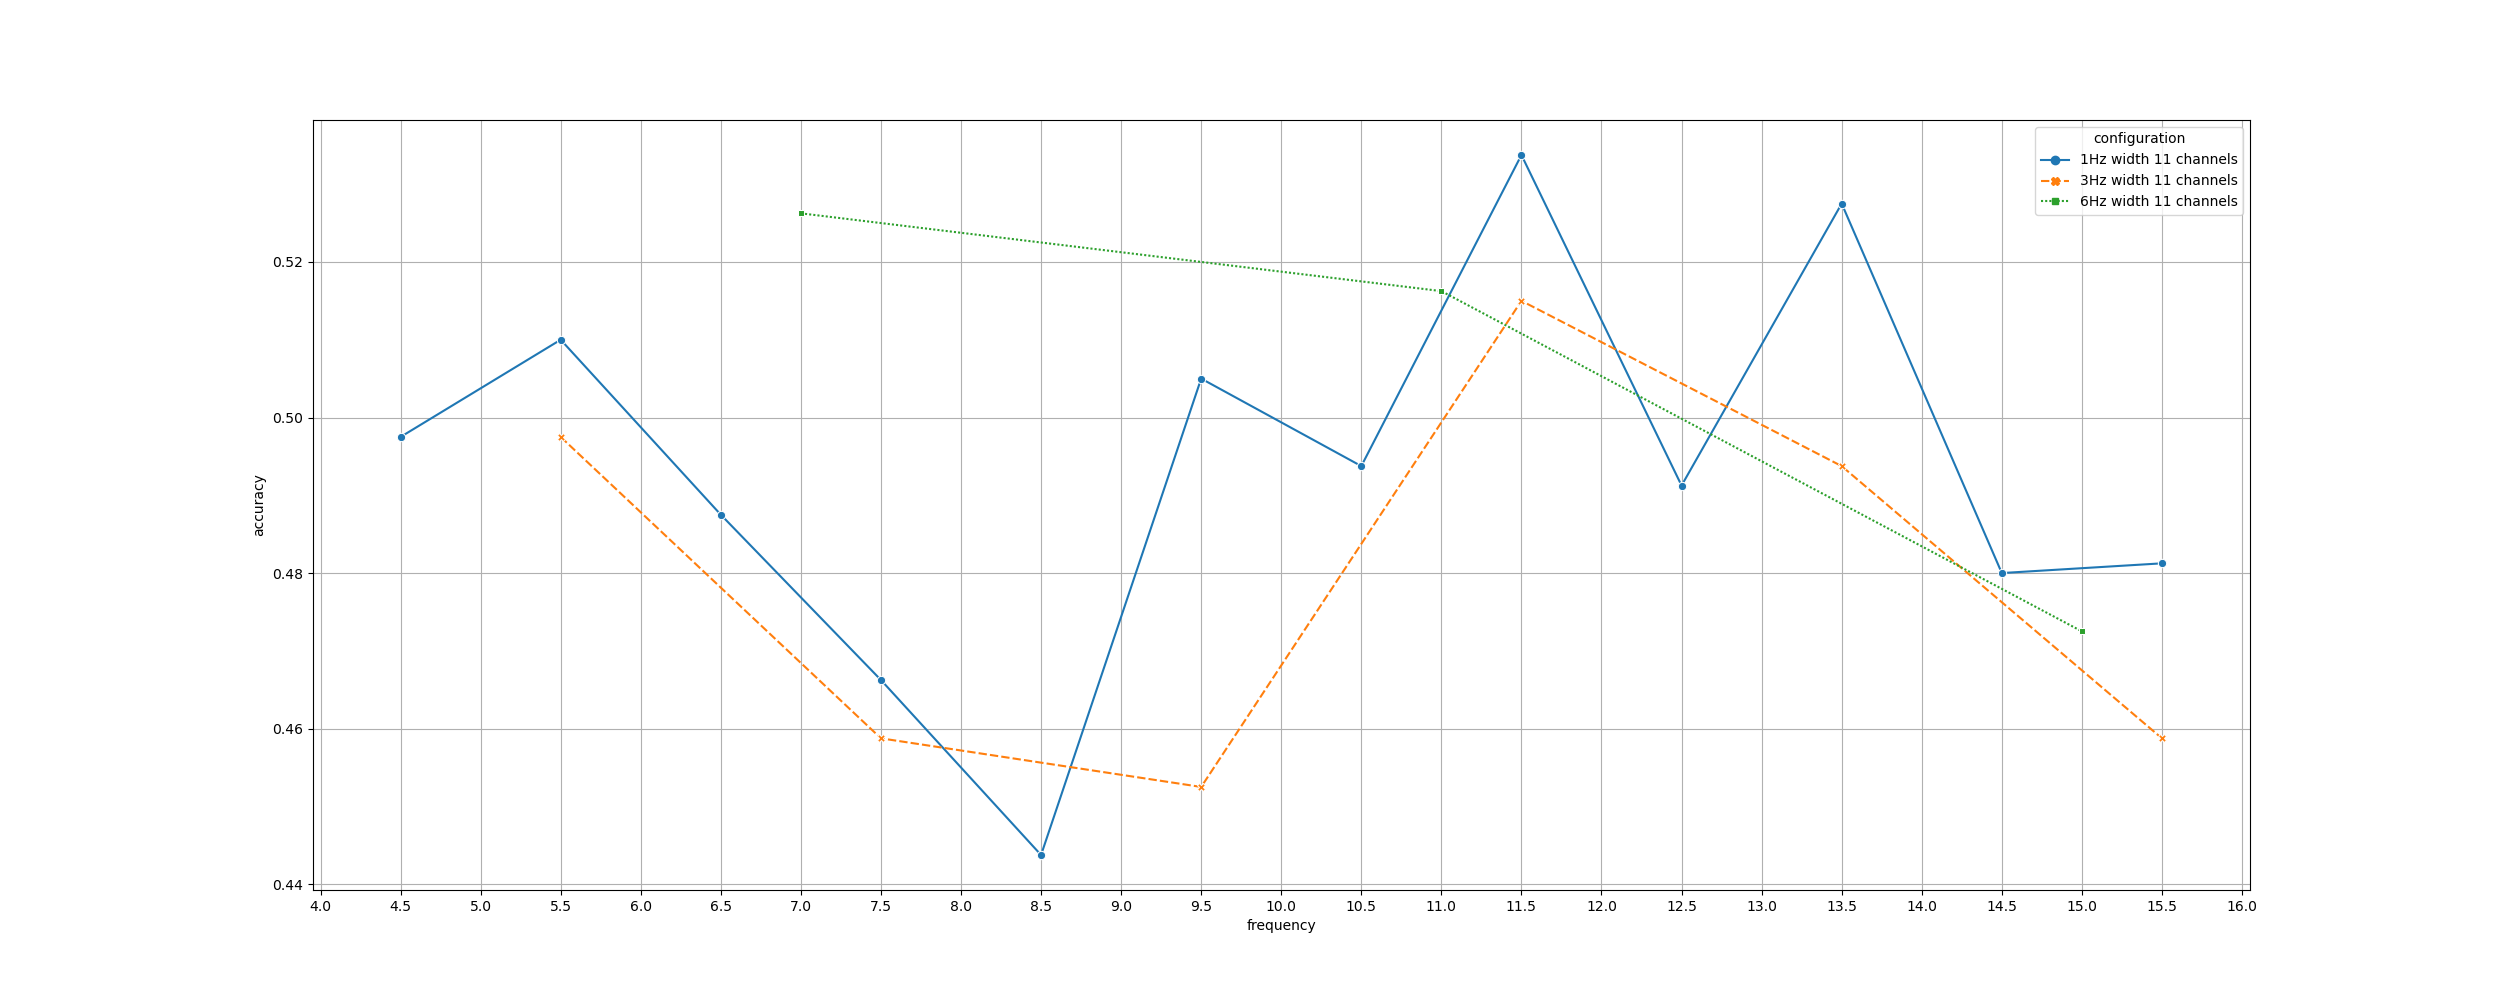 configuration
1Hz width 11 channels
3Hz width 11 channels
6Hz width 11 channels
0.52
0.50
0.48
0.46
0.44
accuracy
4.0 4.5 5.0 5.5 6.0 6.5 7.0 7.5 8.0 8.5 9.0 9.5 10.0 10.5 11.0 11.5 12.0 12.5 13.0 13.5 14.0 14.5 15.0 15.5 16.0
frequency